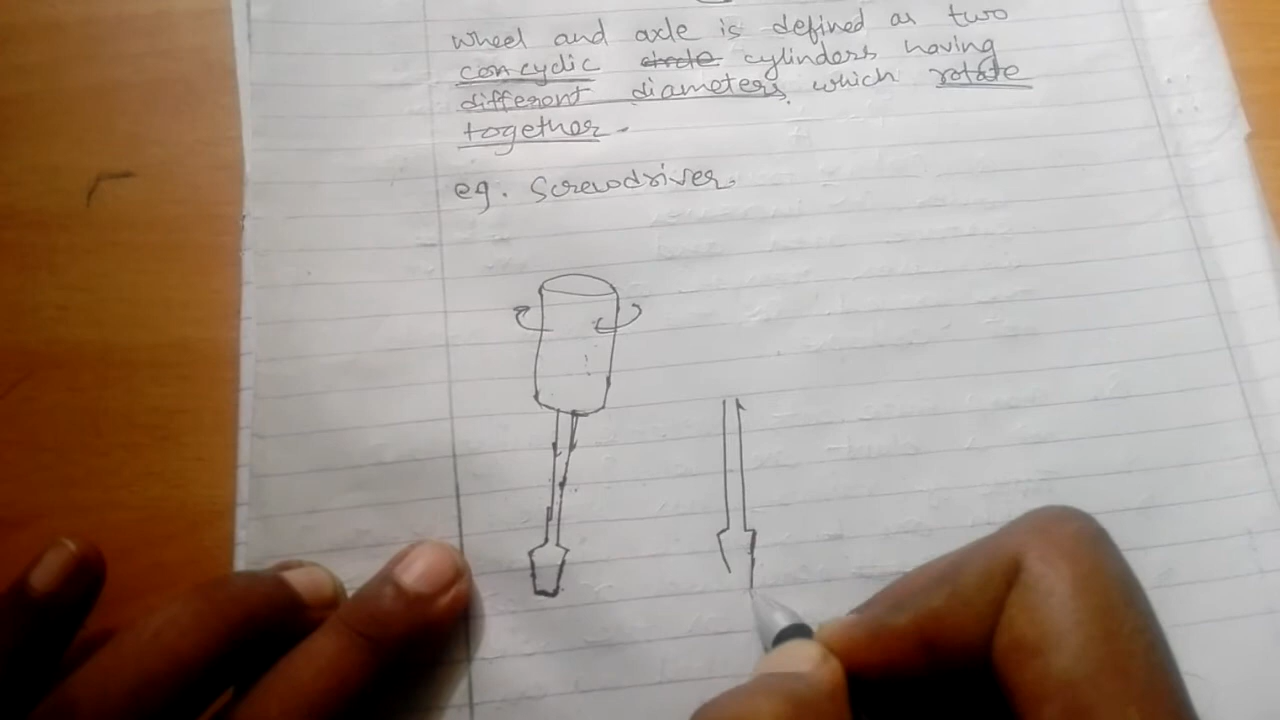 wheel and axle is defined as two
concyclic circle cylinders having
different diameters, which rotate
together.
eg. Screwdriver.